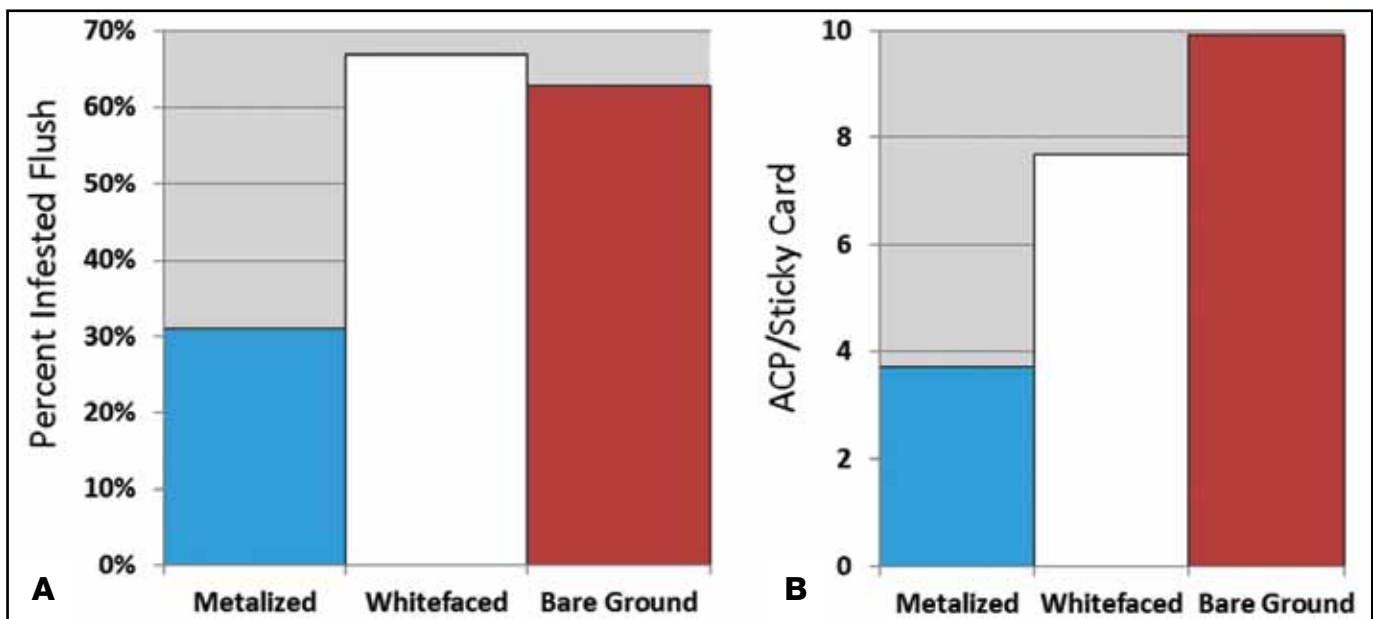 Percent Infested Flush
70%
60%
50%
40%
30%
20%
10%
0%
Metalized Whitefaced Bare Ground
A
ACP/Sticky Card
10
8
6
4
2
0
Metalized Whitefaced Bare Ground
B